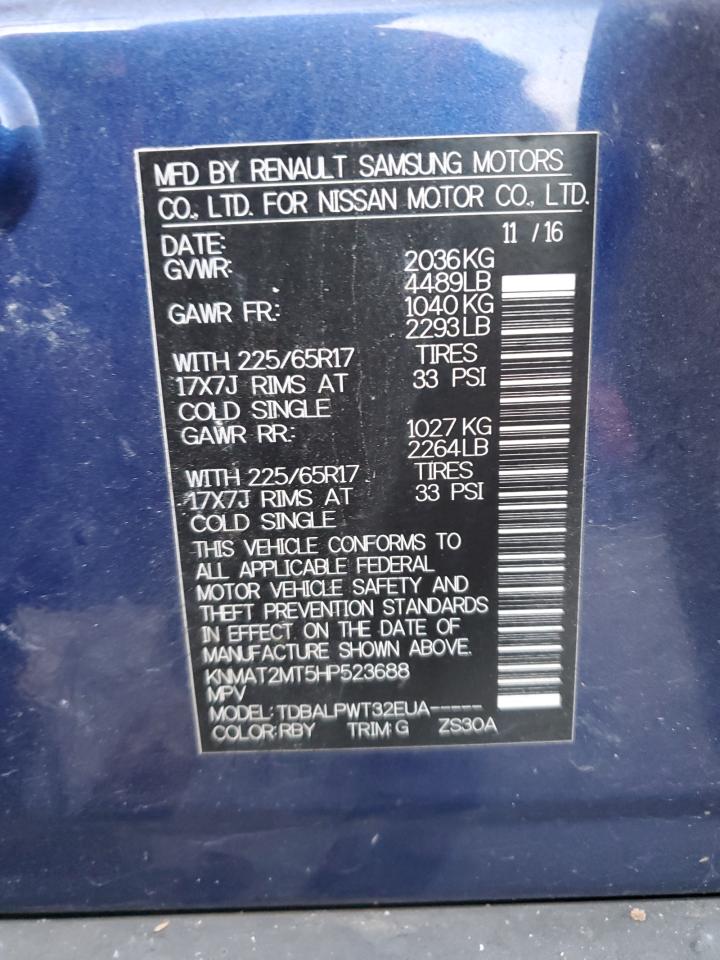 MFD BY RENAULT SAMSUNG MOTORS
CO., LTD. FOR NISSAN MOTOR CO., LTD.
DATE: 11 / 16
GVWR: 2036 KG
4489LB
GAWR FR: 1040 KG
2293 LB
WITH 225/65R17 TIRES
17X7J RIMS AT 33 PSI
COLD SINGLE
GAWR RR: 1027 KG
2264LB
WITH 225/65R17 TIRES
17X7J RIMS AT 33 PSI
COLD SINGLE
THIS VEHICLE CONFORMS TO
ALL APPLICABLE FEDERAL
MOTOR VEHICLE SAFETY AND
THEFT PREVENTION STANDARDS
IN EFFECT ON THE DATE OF
MANUFACTURE SHOWN ABOVE.
KNMAT2MT5HP523688
MPV
MODEL: TDBALPWT32EUA-----
COLOR:RBY TRIM:G ZS30A